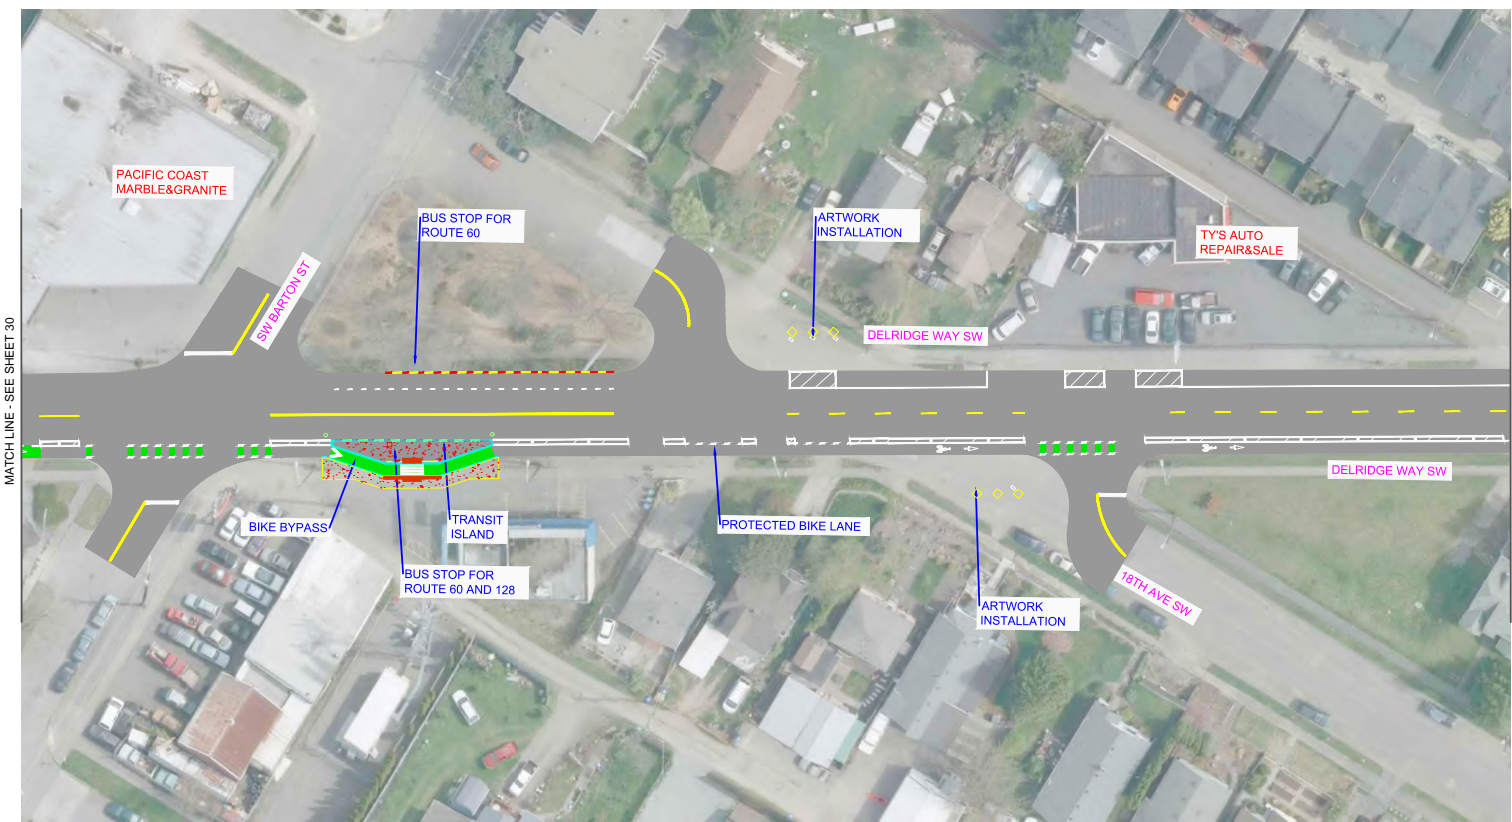 PACIFIC COAST
MARBLE&GRANITE
BUS STOP FOR
ROUTE 60
ARTWORK
INSTALLATION
TY'S AUTO
REPAIR&SALE
SW BARTON ST
DELRIDGE WAY SW
MATCH LINE - SEE SHEET 30
DELRIDGE WAY SW
BIKE BYPASS
TRANSIT
ISLAND
PROTECTED BIKE LANE
BUS STOP FOR
ROUTE 60 AND 128
18TH AVE SW
ARTWORK
INSTALLATION